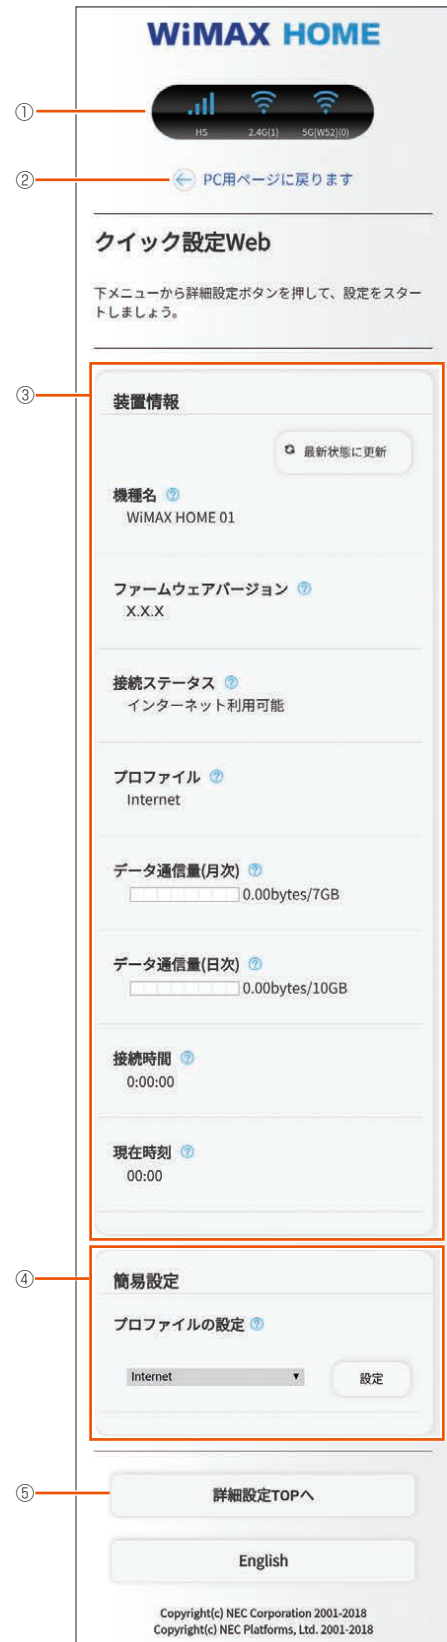 WiMAX HOME
①
HS 2.4G(1) 5G[W52](0)
②
PC用ページに戻ります
クイック設定Web
下メニューから詳細設定ボタンを押して、設定をスター
トしましょう。
③
装置情報
最新状態に更新
機種名 ?
WiMAX HOME 01
ファームウェアバージョン ?
X.X.X
接続ステータス ?
インターネット利用可能
プロファイル ?
Internet
データ通信量(月次) ?
0.00bytes/7GB
データ通信量(日次) ?
0.00bytes/10GB
接続時間 ?
0:00:00
現在時刻 ?
00:00
④
簡易設定
プロファイルの設定 ?
Internet ▼ 設定
⑤
詳細設定TOPへ
English
Copyright(c) NEC Corporation 2001-2018
Copyright(c) NEC Platforms, Ltd. 2001-2018